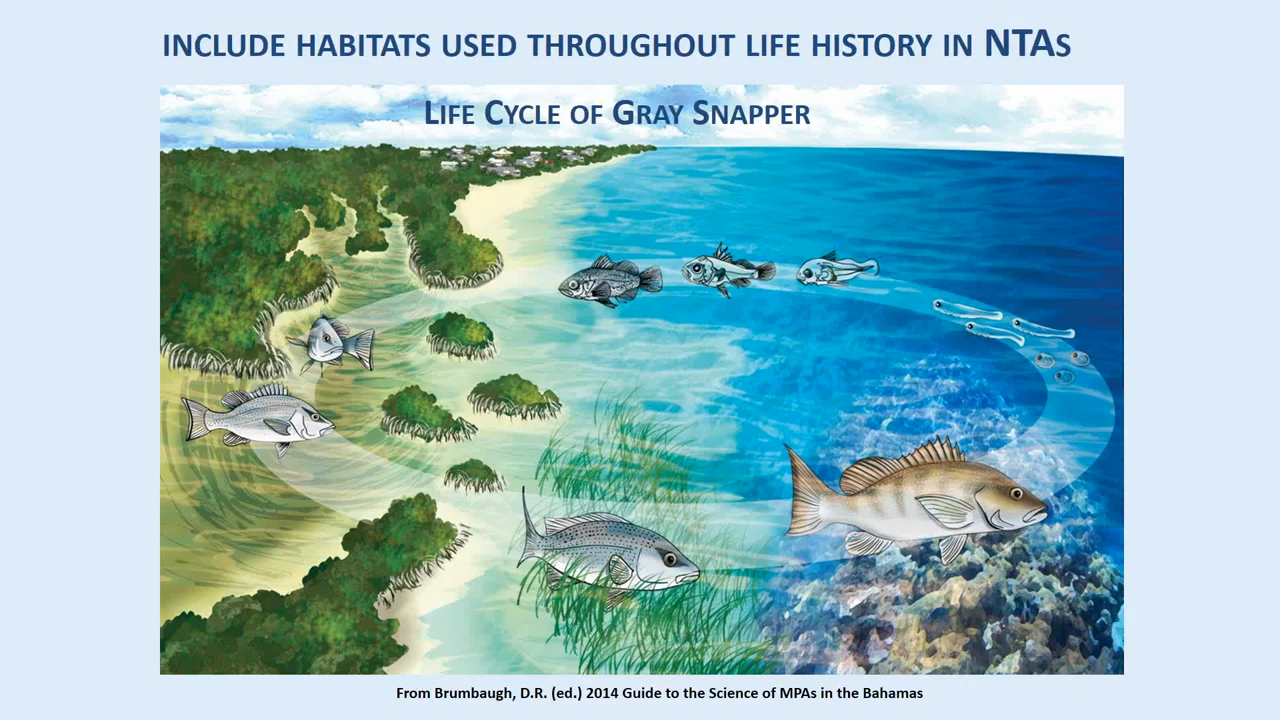 INCLUDE HABITATS USED THROUGHOUT LIFE HISTORY IN NTAS
LIFE CYCLE OF GRAY SNAPPER
From Brumbaugh, D.R. (ed.) 2014 Guide to the Science of MPAs in the Bahamas